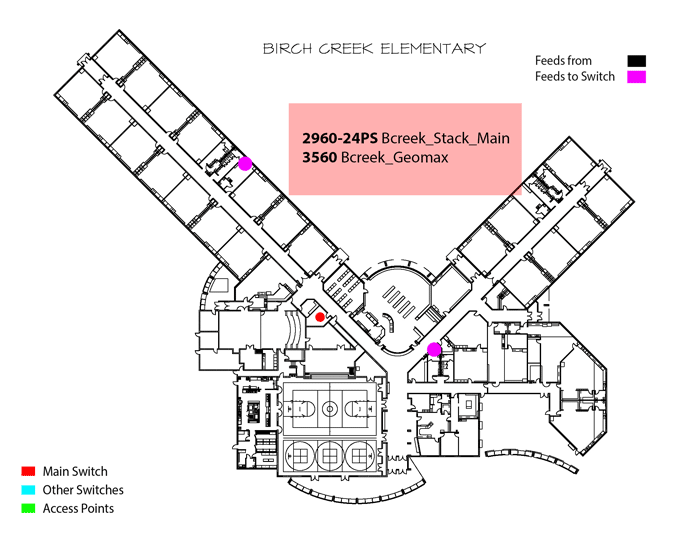 BIRCH CREEK ELEMENTARY
Feeds from
Feeds to Switch
2960-24PS Bcreek_Stack_Main
3560 Bcreek_Geomax
Main Switch
Other Switches
Access Points